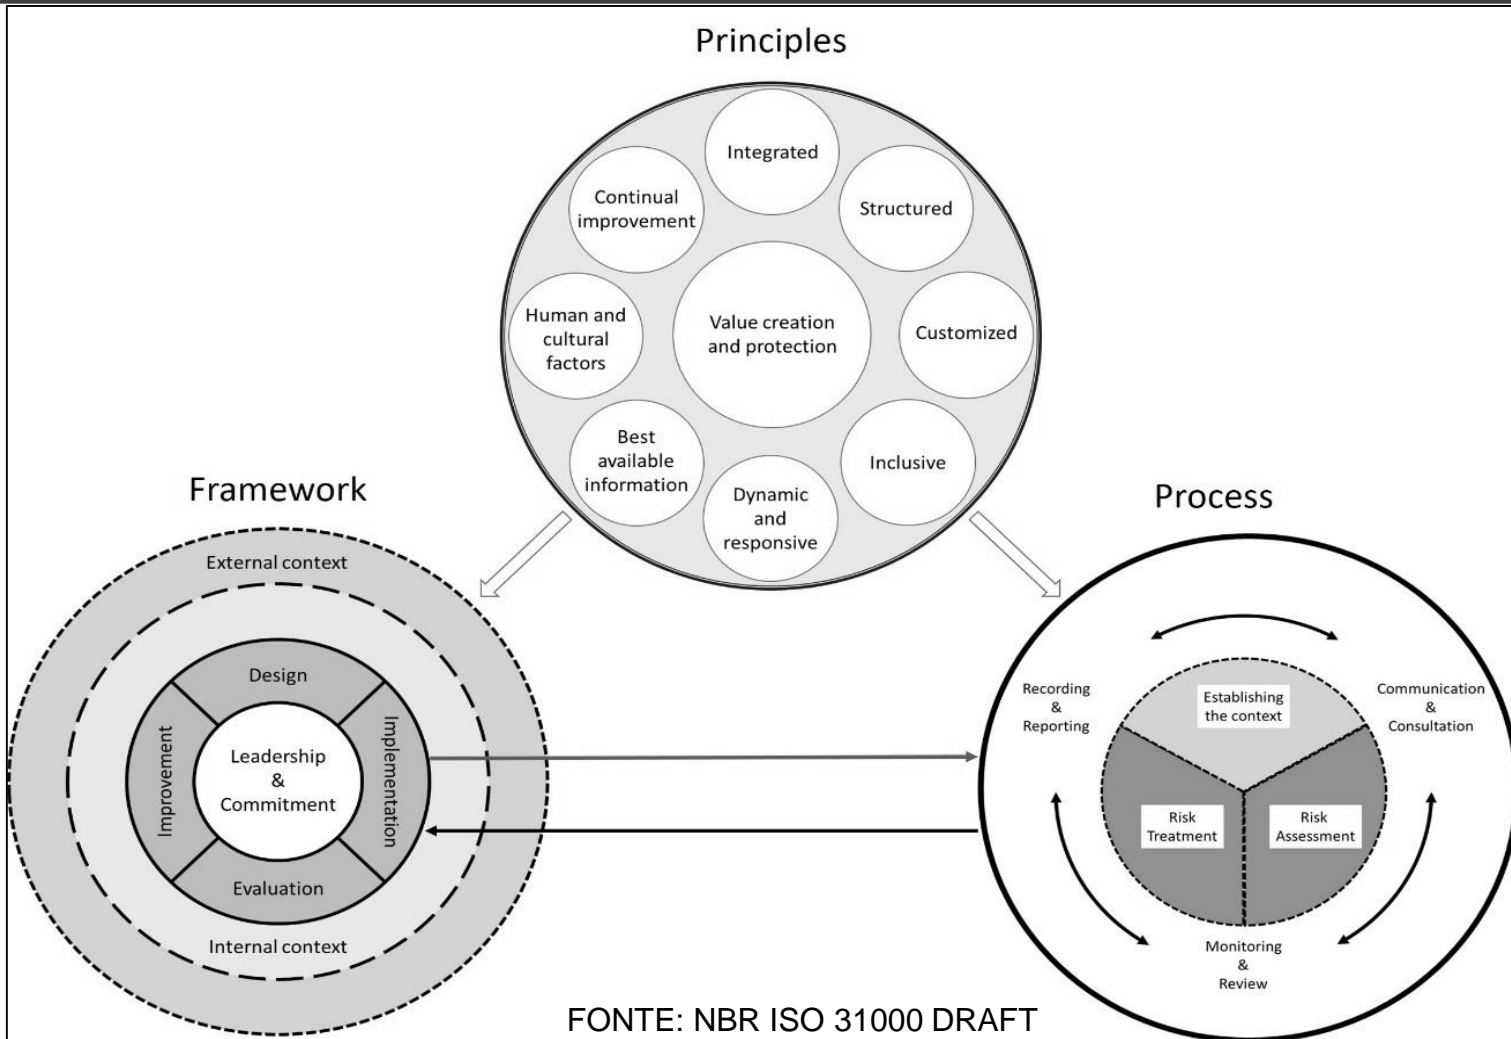 Principles
Integrated
Continual
improvement
Structured
Human and
cultural
factors
Value creation
and protection
Customized
Best
available
information
Inclusive
Dynamic
and
responsive
Framework
External context
Design
Improvement
Leadership
&
Commitment
Implementation
Evaluation
Internal context
Process
Recording
&
Reporting
Establishing
the context
Communication
&
Consultation
Risk
Treatment
Risk
Assessment
Monitoring
&
Review
FONTE: NBR ISO 31000 DRAFT